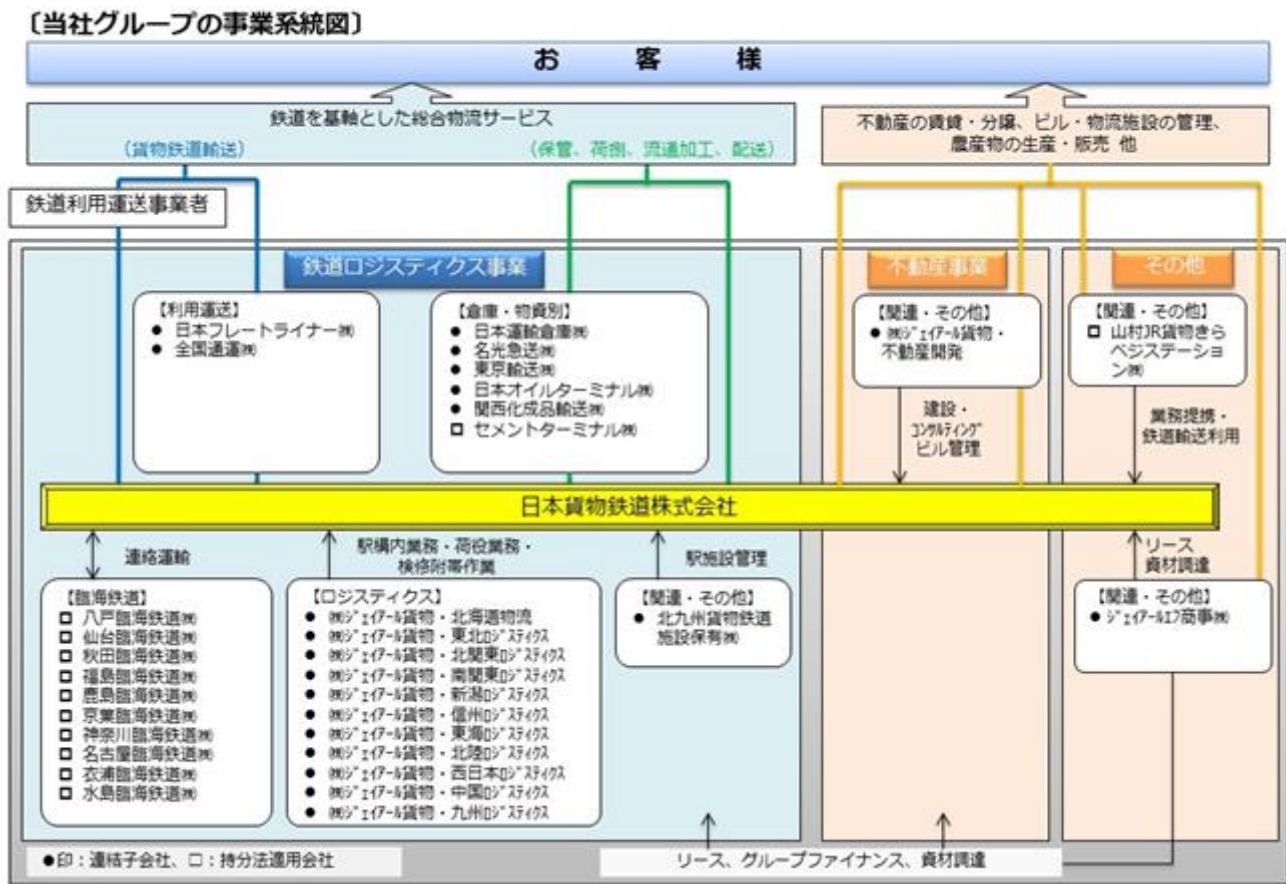 〔当社グループの事業系統図〕
お 客 様
鉄道を基軸とした総合物流サービス
（貨物鉄道輸送）
（保管、荷捌、流通加工、配送）
不動産の賃貸・分譲、ビル・物流施設の管理、
農産物の生産・販売 他
鉄道利用運送事業者
鉄道ロジスティクス事業
不動産事業
その他
【利用運送】
● 日本フレートライナー㈱
● 全国通運㈱
【倉庫・物資別】
● 日本運輸倉庫㈱
● 名光急送㈱
● 東京輸送㈱
● 日本オイルターミナル㈱
● 関西化成品輸送㈱
□ セメントターミナル㈱
【関連・その他】
● ㈱ｼﾞｪｲｱｰﾙ貨物・
不動産開発
【関連・その他】
□ 山村JR貨物きら
ベジステーショ
ン㈱
建設・
ｺﾝｻﾙﾃｨﾝｸﾞ
ビル管理
業務提携・
鉄道輸送利用
日本貨物鉄道株式会社
連絡運輸
駅構内業務・荷役業務・
検修附帯作業
駅施設管理
リース
資材調達
【臨海鉄道】
□ 八戸臨海鉄道㈱
□ 仙台臨海鉄道㈱
□ 秋田臨海鉄道㈱
□ 福島臨海鉄道㈱
□ 鹿島臨海鉄道㈱
□ 京葉臨海鉄道㈱
□ 神奈川臨海鉄道㈱
□ 名古屋臨海鉄道㈱
□ 衣浦臨海鉄道㈱
□ 水島臨海鉄道㈱
【ロジスティクス】
● ㈱ｼﾞｪｲｱｰﾙ貨物・北海道物流
● ㈱ｼﾞｪｲｱｰﾙ貨物・東北ﾛｼﾞｽﾃｨｸｽ
● ㈱ｼﾞｪｲｱｰﾙ貨物・北関東ﾛｼﾞｽﾃｨｸｽ
● ㈱ｼﾞｪｲｱｰﾙ貨物・南関東ﾛｼﾞｽﾃｨｸｽ
● ㈱ｼﾞｪｲｱｰﾙ貨物・新潟ﾛｼﾞｽﾃｨｸｽ
● ㈱ｼﾞｪｲｱｰﾙ貨物・信州ﾛｼﾞｽﾃｨｸｽ
● ㈱ｼﾞｪｲｱｰﾙ貨物・東海ﾛｼﾞｽﾃｨｸｽ
● ㈱ｼﾞｪｲｱｰﾙ貨物・北陸ﾛｼﾞｽﾃｨｸｽ
● ㈱ｼﾞｪｲｱｰﾙ貨物・西日本ﾛｼﾞｽﾃｨｸｽ
● ㈱ｼﾞｪｲｱｰﾙ貨物・中国ﾛｼﾞｽﾃｨｸｽ
● ㈱ｼﾞｪｲｱｰﾙ貨物・九州ﾛｼﾞｽﾃｨｸｽ
【関連・その他】
● 北九州貨物鉄道
施設保有㈱
【関連・その他】
● ｼﾞｪｲｱｰﾙｴﾌ商事㈱
●印：連結子会社、□：持分法適用会社
リース、グループファイナンス、資材調達